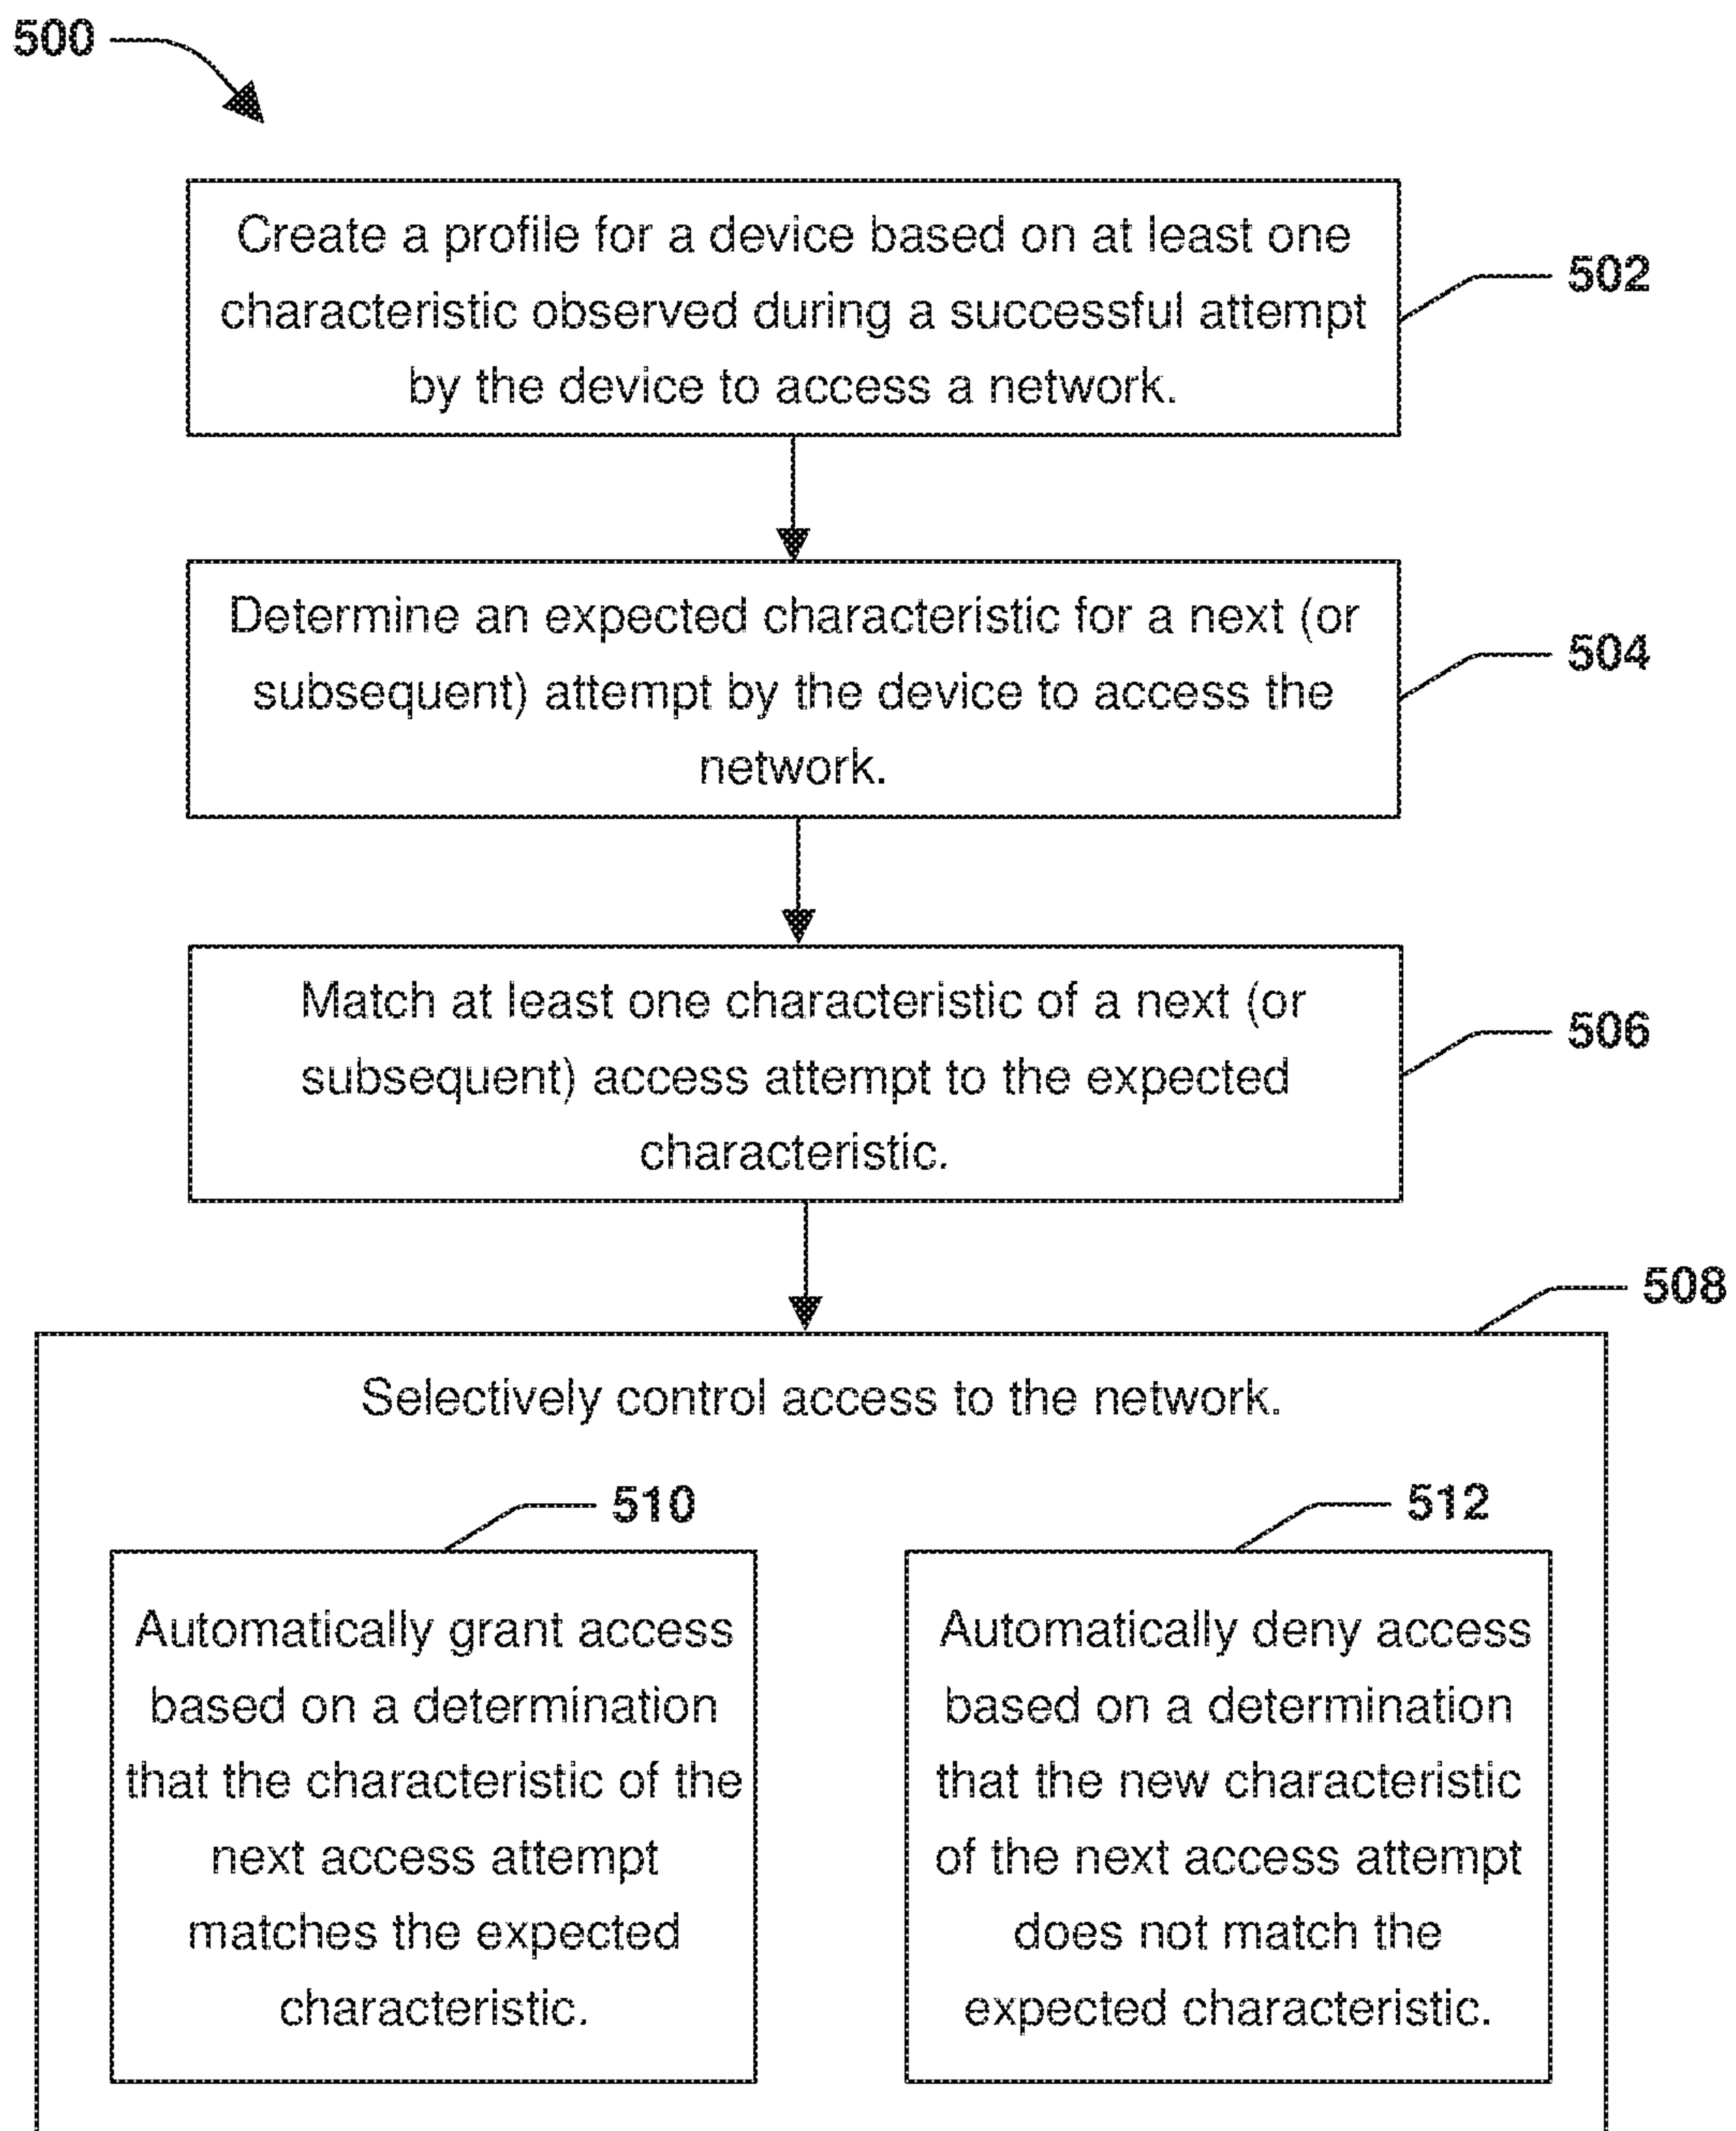 500
Create a profile for a device based on at least one
characteristic observed during a successful attempt
by the device to access a network.
502
Determine an expected characteristic for a next (or
subsequent) attempt by the device to access the
network.
504
Match at least one characteristic of a next (or
subsequent) access attempt to the expected
characteristic.
506
508
Selectively control access to the network.
510
Automatically grant access
based on a determination
that the characteristic of the
next access attempt
matches the expected
characteristic.
512
Automatically deny access
based on a determination
that the new characteristic
of the next access attempt
does not match the
expected characteristic.